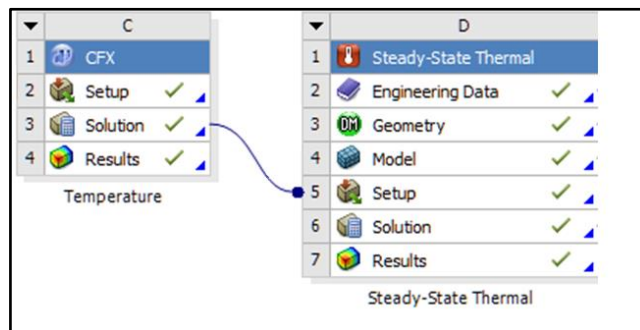 C
1 CFX
2 Setup
3 Solution
4 Results
Temperature
D
1 Steady-State Thermal
2 Engineering Data
3 DM Geometry
4 Model
5 Setup
6 Solution
7 Results
Steady-State Thermal